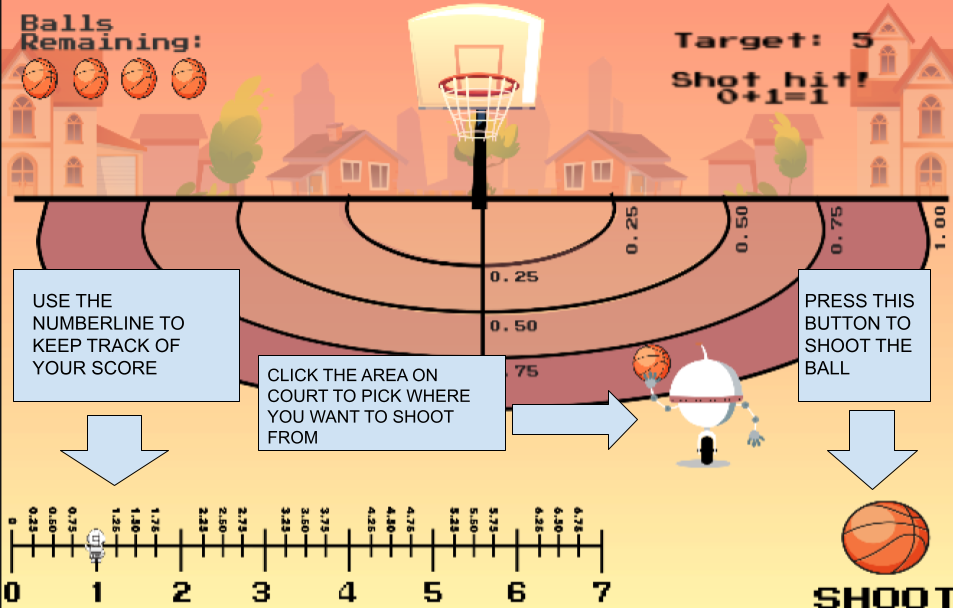 Balls
Remaining:
Target: 5
Shot hit!
0+1=1
0.25
0.50
0.75
1.00
0.25
0.50
.75
USE THE
NUMBERLINE TO
KEEP TRACK OF
YOUR SCORE
CLICK THE AREA ON
COURT TO PICK WHERE
YOU WANT TO SHOOT
FROM
PRESS THIS
BUTTON TO
SHOOT THE
BALL
0 0.25 0.50 0.75 1.25 1.50 1.75 2.25 2.50 2.75 3.25 3.50 3.75 4.25 4.50 4.75 5.25 5.50 5.75 6.25 6.50 6.75
0 1 2 3 4 5 6 7
SHOOT